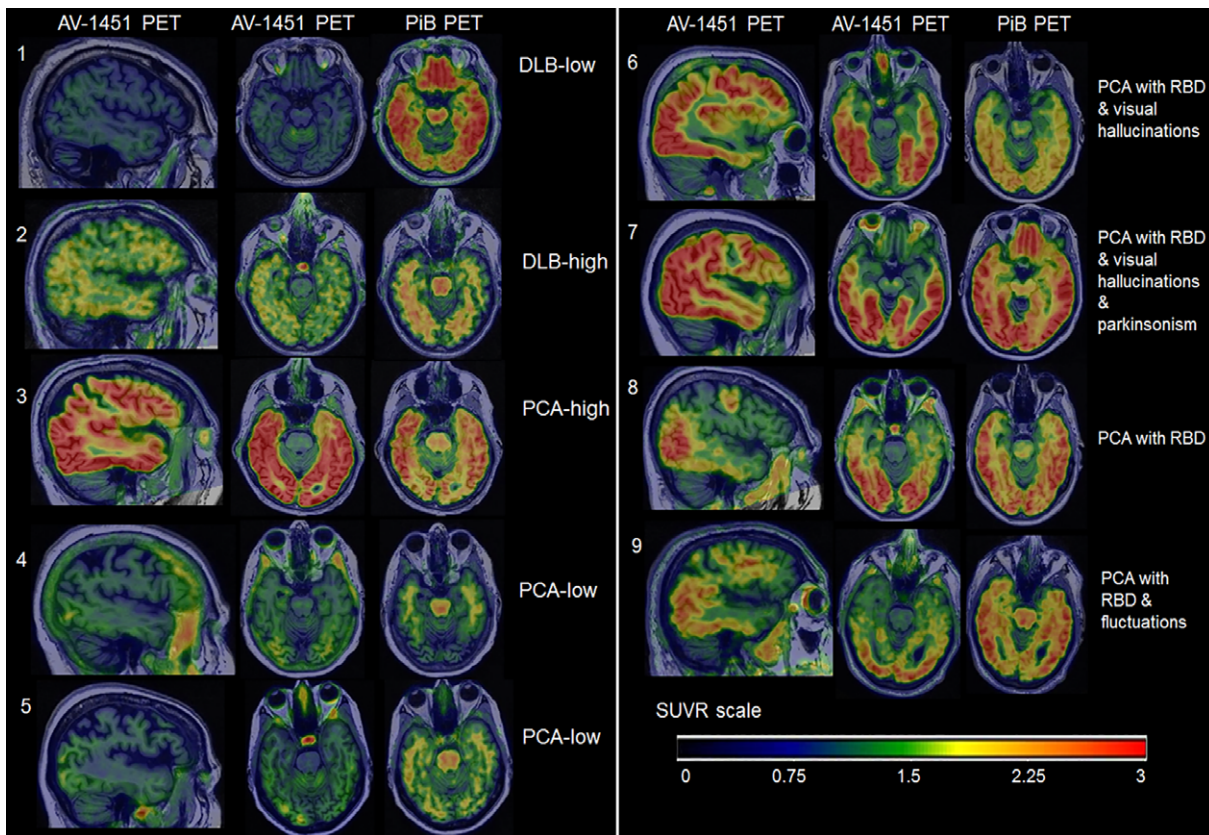 AV-1451 PET AV-1451 PET PiB PET
1
DLB-low
2
DLB-high
3
PCA-high
4
PCA-low
5
PCA-low
AV-1451 PET AV-1451 PET PiB PET
6
PCA with RBD
& visual
hallucinations
7
PCA with RBD
& visual
hallucinations
&
parkinsonism
8
PCA with RBD
9
PCA with
RBD &
fluctuations
SUVR scale
0 0.75 1.5 2.25 3